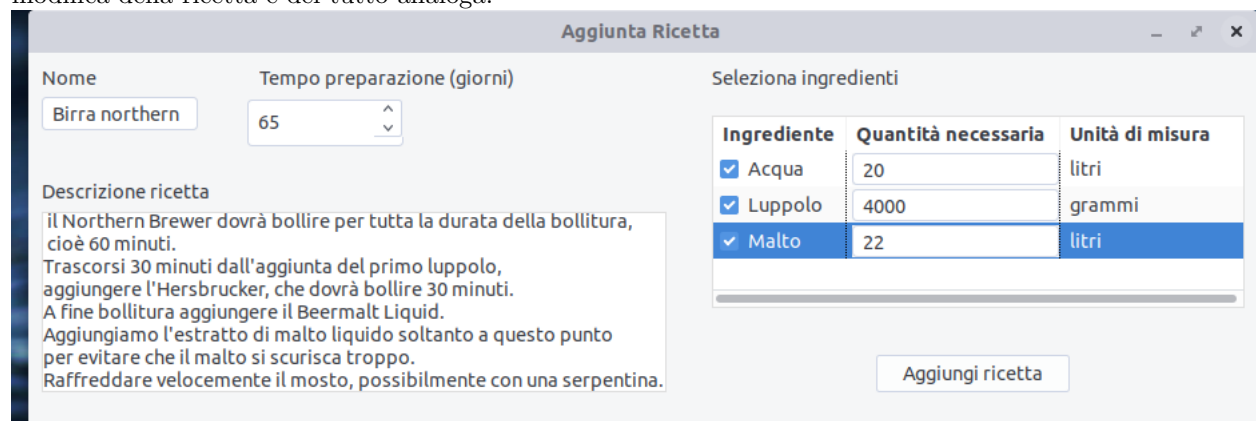 modifica della ricetta è del tutto analoga.
Aggiunta Ricetta
Nome
Tempo preparazione (giorni)
Birra northern
65
Descrizione ricetta
il Northern Brewer dovrà bollire per tutta la durata della bollitura,
cioè 60 minuti.
Trascorsi 30 minuti dall'aggiunta del primo luppolo,
aggiungere l'Hersbrucker, che dovrà bollire 30 minuti.
A fine bollitura aggiungere il Beermalt Liquid.
Aggiungiamo l'estratto di malto liquido soltanto a questo punto
per evitare che il malto si scurisca troppo.
Raffreddare velocemente il mosto, possibilmente con una serpentina.
Seleziona ingredienti
Ingrediente Quantità necessaria Unità di misura
Acqua 20 litri
Luppolo 4000 grammi
Malto 22 litri
Aggiungi ricetta